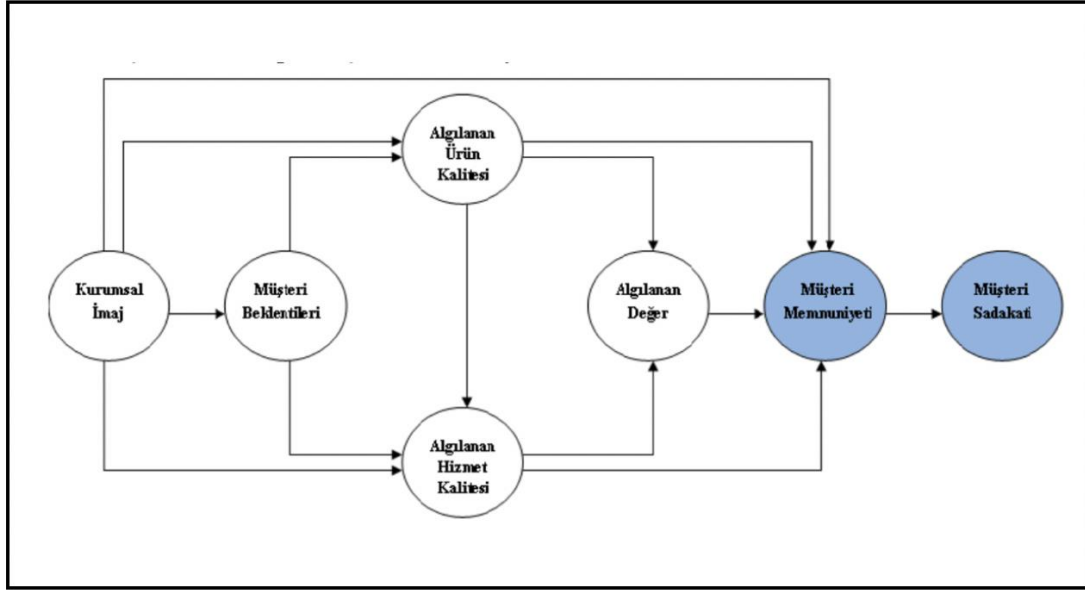 Algılanan
Ürün
Kalitesi
Kurumsal
İmaj
Müşteri
Beklentileri
Algılanan
Değer
Müşteri
Memnuniyeti
Müşteri
Sadakati
Algılanan
Hizmet
Kalitesi